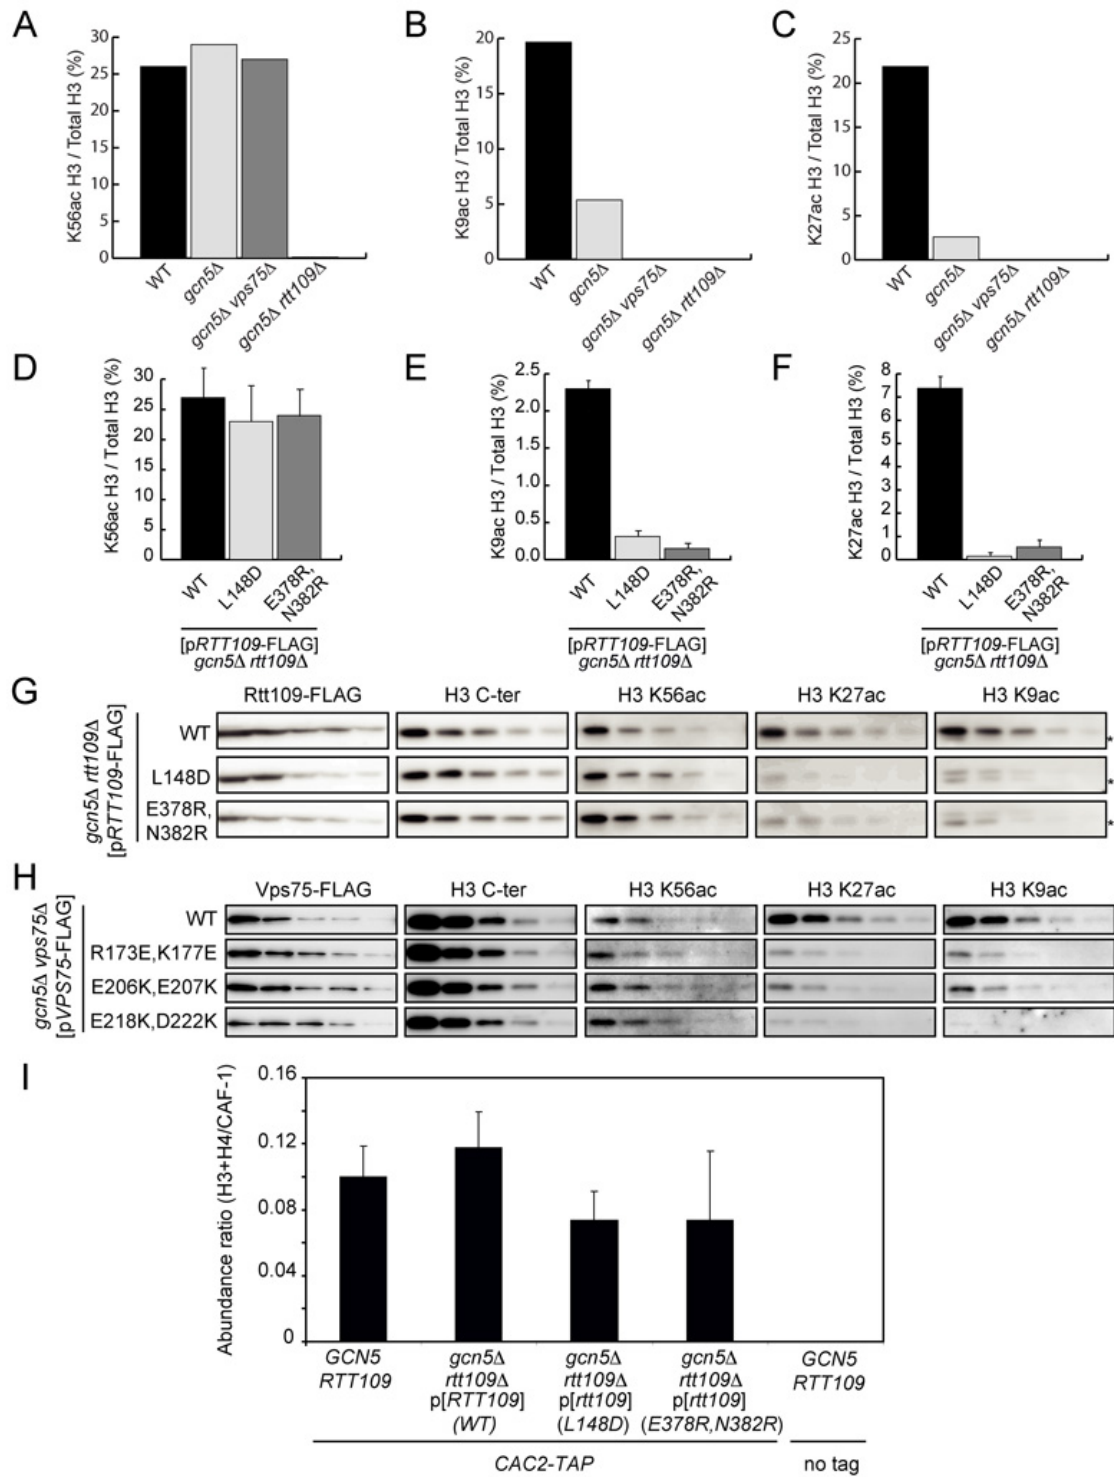 A
K56ac H3 / Total H3 (%)
30
25
20
15
10
5
0
WT
gcn5Δ
gcn5Δ vps75Δ
gcn5Δ rtt109Δ
B
K9ac H3 / Total H3 (%)
20
15
10
5
0
WT
gcn5Δ
gcn5Δ vps75Δ
gcn5Δ rtt109Δ
C
K27ac H3 / Total H3 (%)
25
20
15
10
5
0
WT
gcn5Δ
gcn5Δ vps75Δ
gcn5Δ rtt109Δ
D
K56ac H3 / Total H3 (%)
30
25
20
15
10
5
0
WT
L148D
E378R,
N382R
[pRTT109-FLAG]
gcn5Δ rtt109Δ
E
K9ac H3 / Total H3 (%)
2.5
2.0
1.5
1.0
0.5
0.0
WT
L148D
E378R,
N382R
[pRTT109-FLAG]
gcn5Δ rtt109Δ
F
K27ac H3 / Total H3 (%)
8
7
6
5
4
3
2
1
0
WT
L148D
E378R,
N382R
[pRTT109-FLAG]
gcn5Δ rtt109Δ
G
Rtt109-FLAG H3 C-ter H3 K56ac H3 K27ac H3 K9ac
gcn5Δ rtt109Δ
[pRTT109-FLAG]
WT
*
L148D
*
E378R,
N382R
*
H
Vps75-FLAG H3 C-ter H3 K56ac H3 K27ac H3 K9ac
gcn5Δ vps75Δ
[pVPS75-FLAG]
WT
R173E,K177E
E206K,E207K
E218K,D222K
I
Abundance ratio (H3+H4/CAF-1)
0.16
0.12
0.08
0.04
0
GCN5
RTT109
gcn5Δ
rtt109Δ
p[RTT109]
(WT)
gcn5Δ
rtt109Δ
p[rtt109]
(L148D)
gcn5Δ
rtt109Δ
p[rtt109]
(E378R,N382R)
GCN5
RTT109
CAC2-TAP
no tag